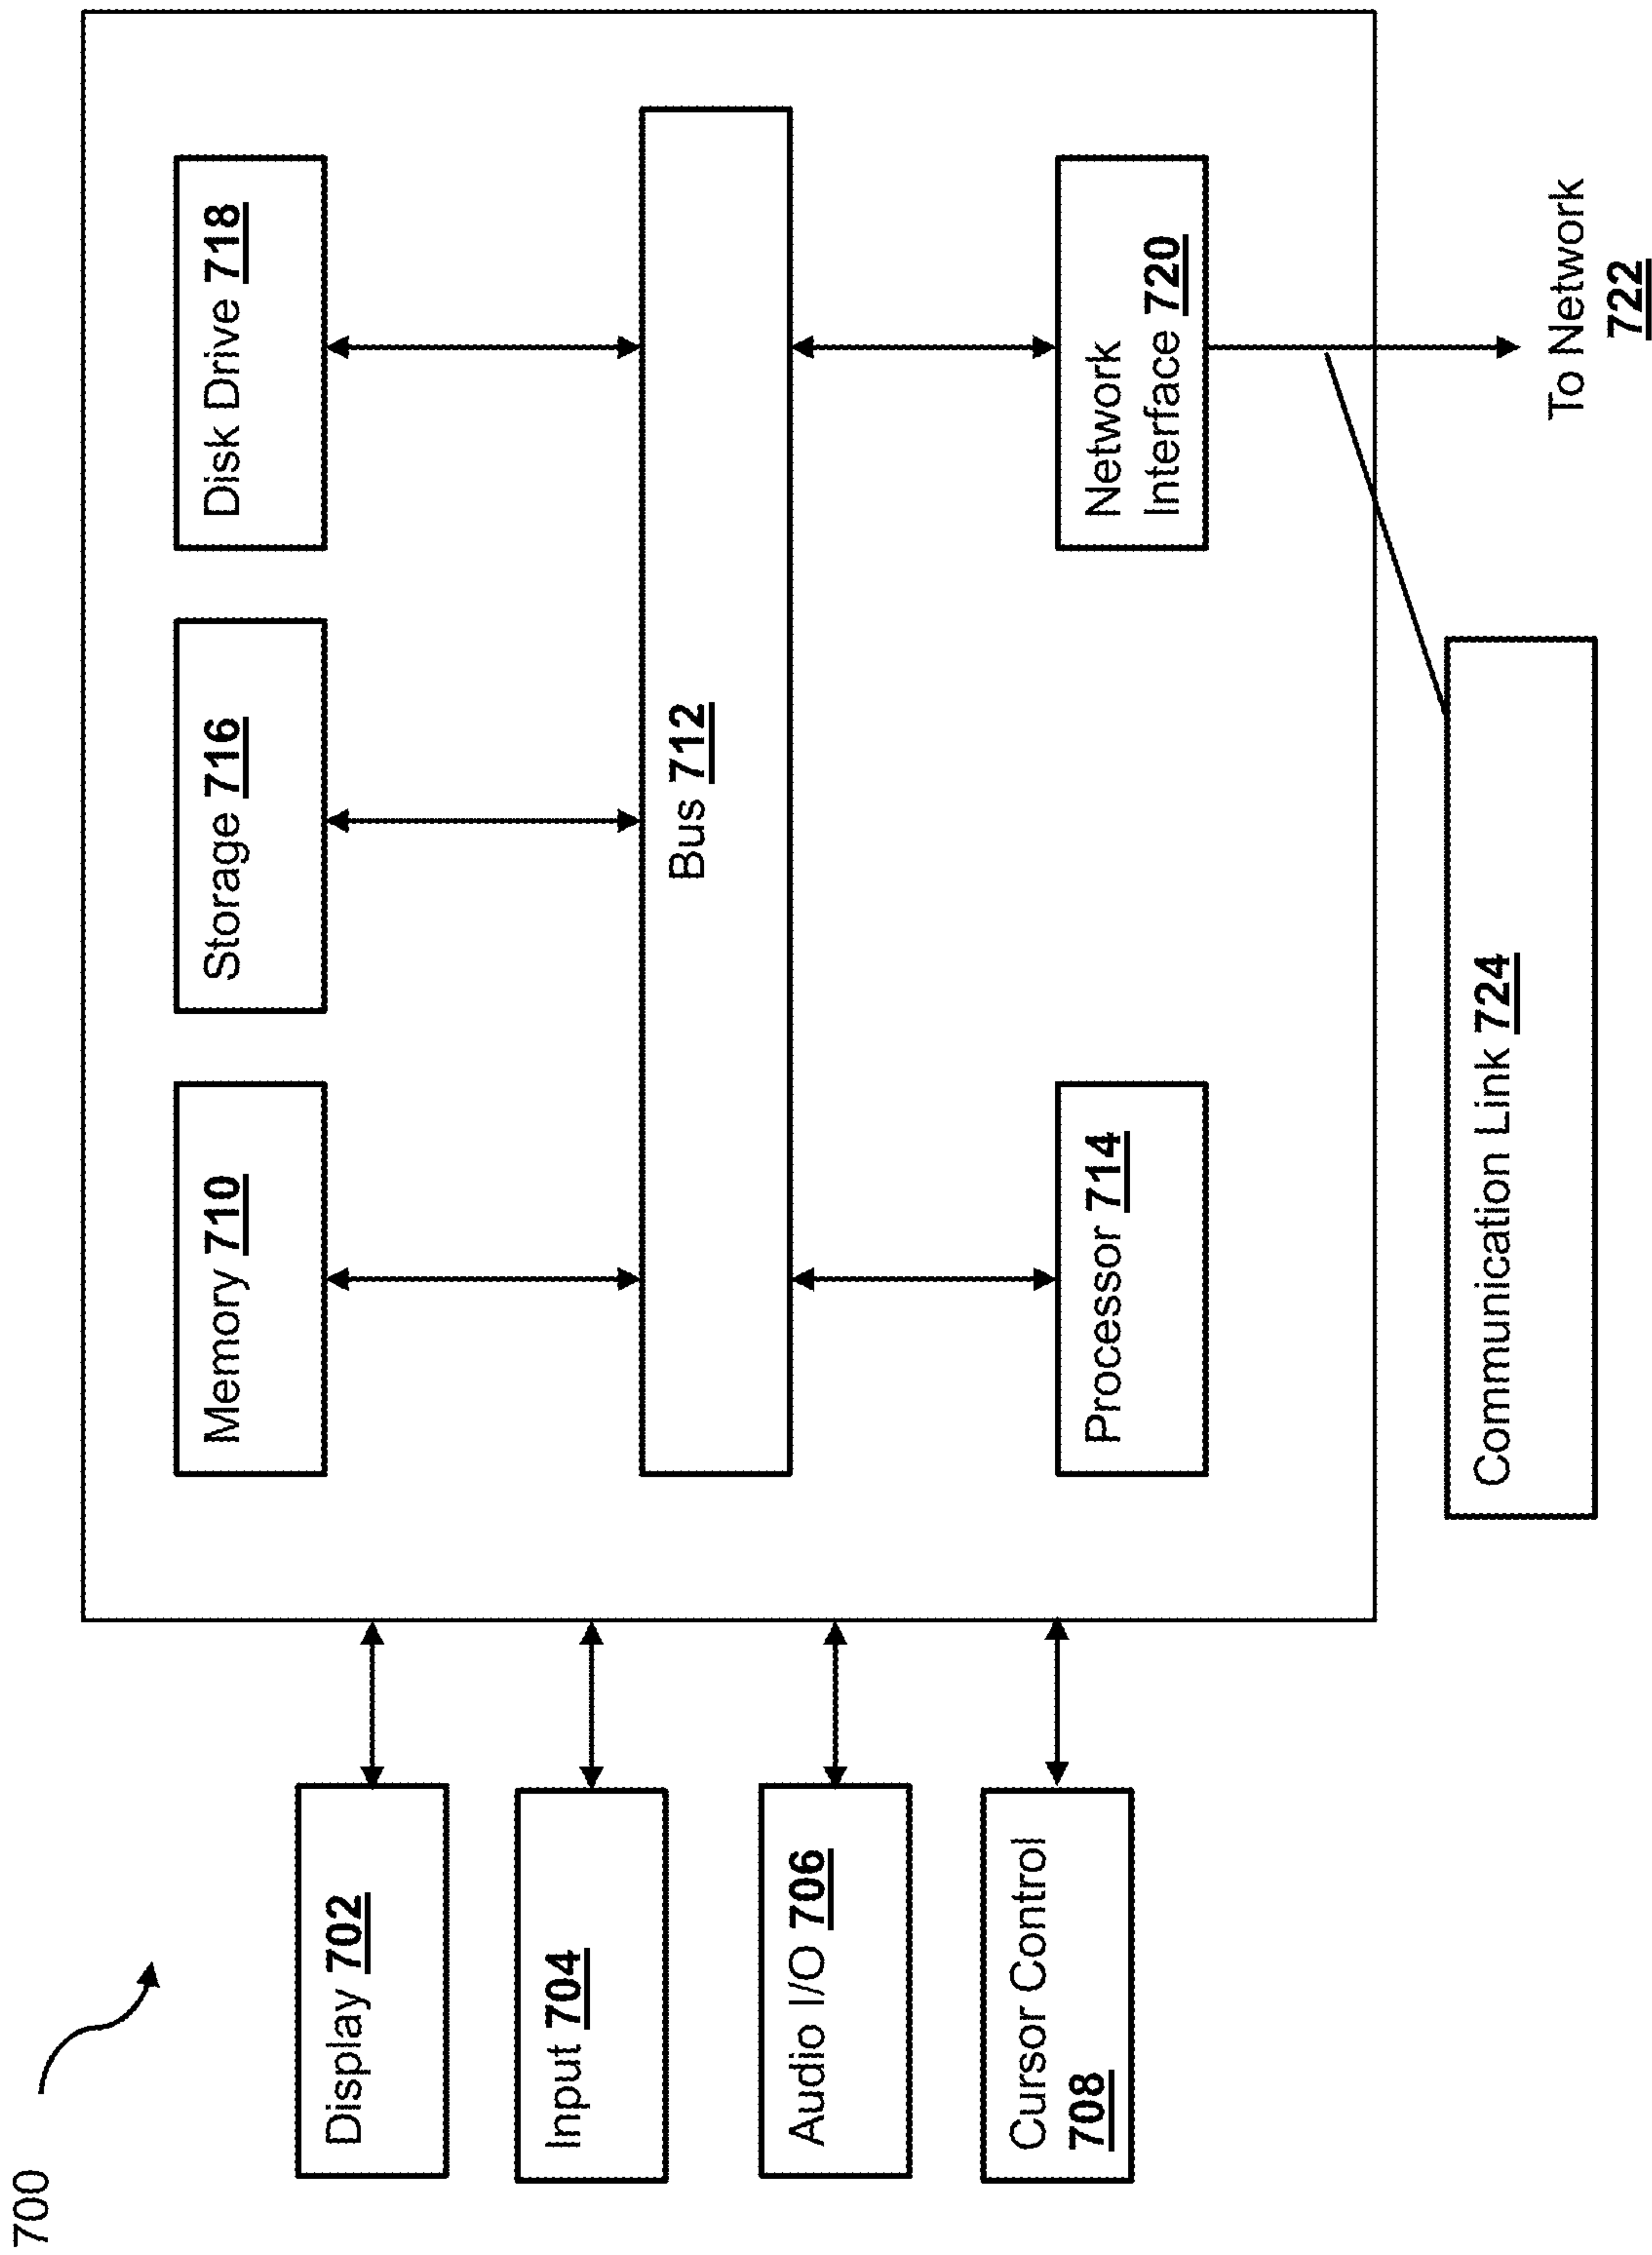 700
Display 702
Input 704
Audio I/O 706
Cursor Control
708
Memory 710
Storage 716
Disk Drive 718
Bus 712
Processor 714
Network
Interface 720
Communication Link 724
To Network
722